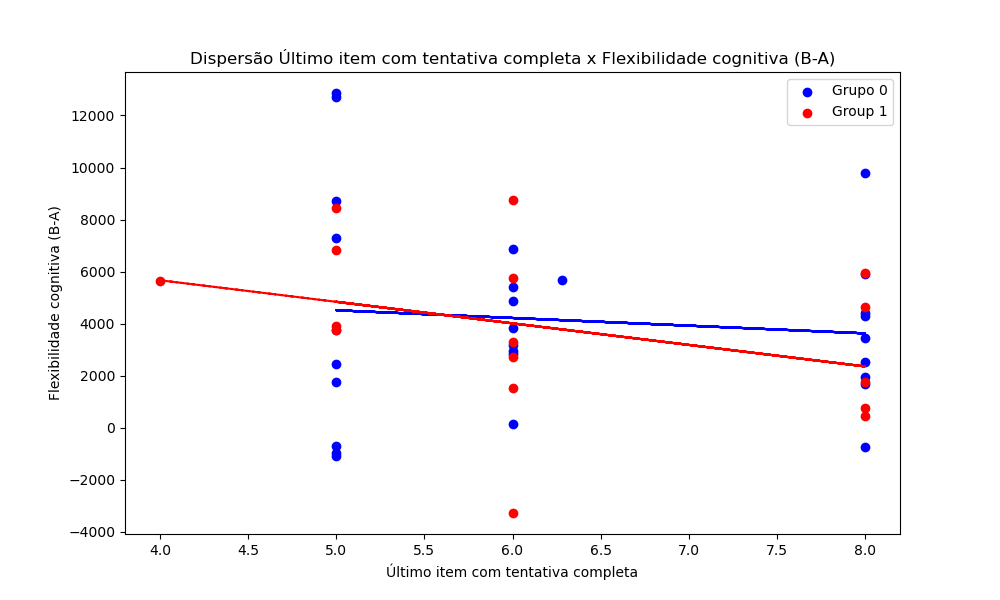 Dispersão Último item com tentativa completa x Flexibilidade cognitiva (B-A)
Grupo 0
Group 1
Flexibilidade cognitiva (B-A)
12000
10000
8000
6000
4000
2000
0
−2000
−4000
4.0 4.5 5.0 5.5 6.0 6.5 7.0 7.5 8.0
Último item com tentativa completa